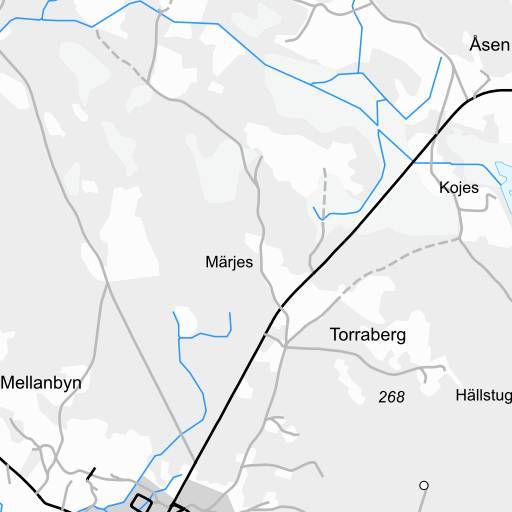 Åsen
Kojes
Märjes
Torraberg
Mellanbyn
268
Hällstug